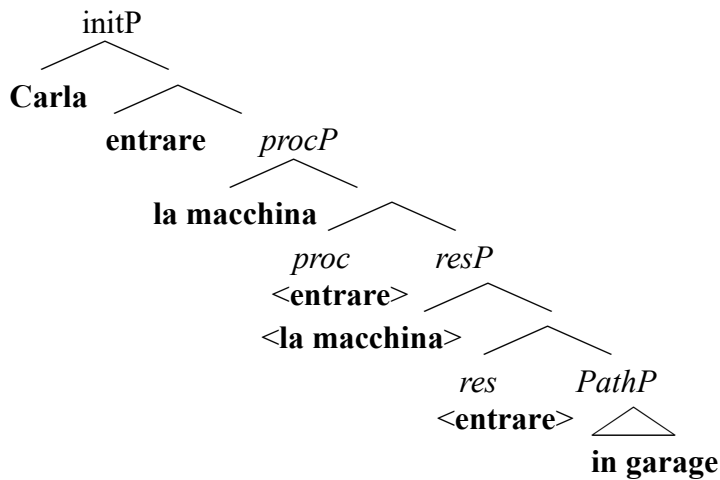 initP
Carla
entrare procP
la macchina
proc resP
<entrare>
<la macchina>
res PathP
<entrare>
in garage